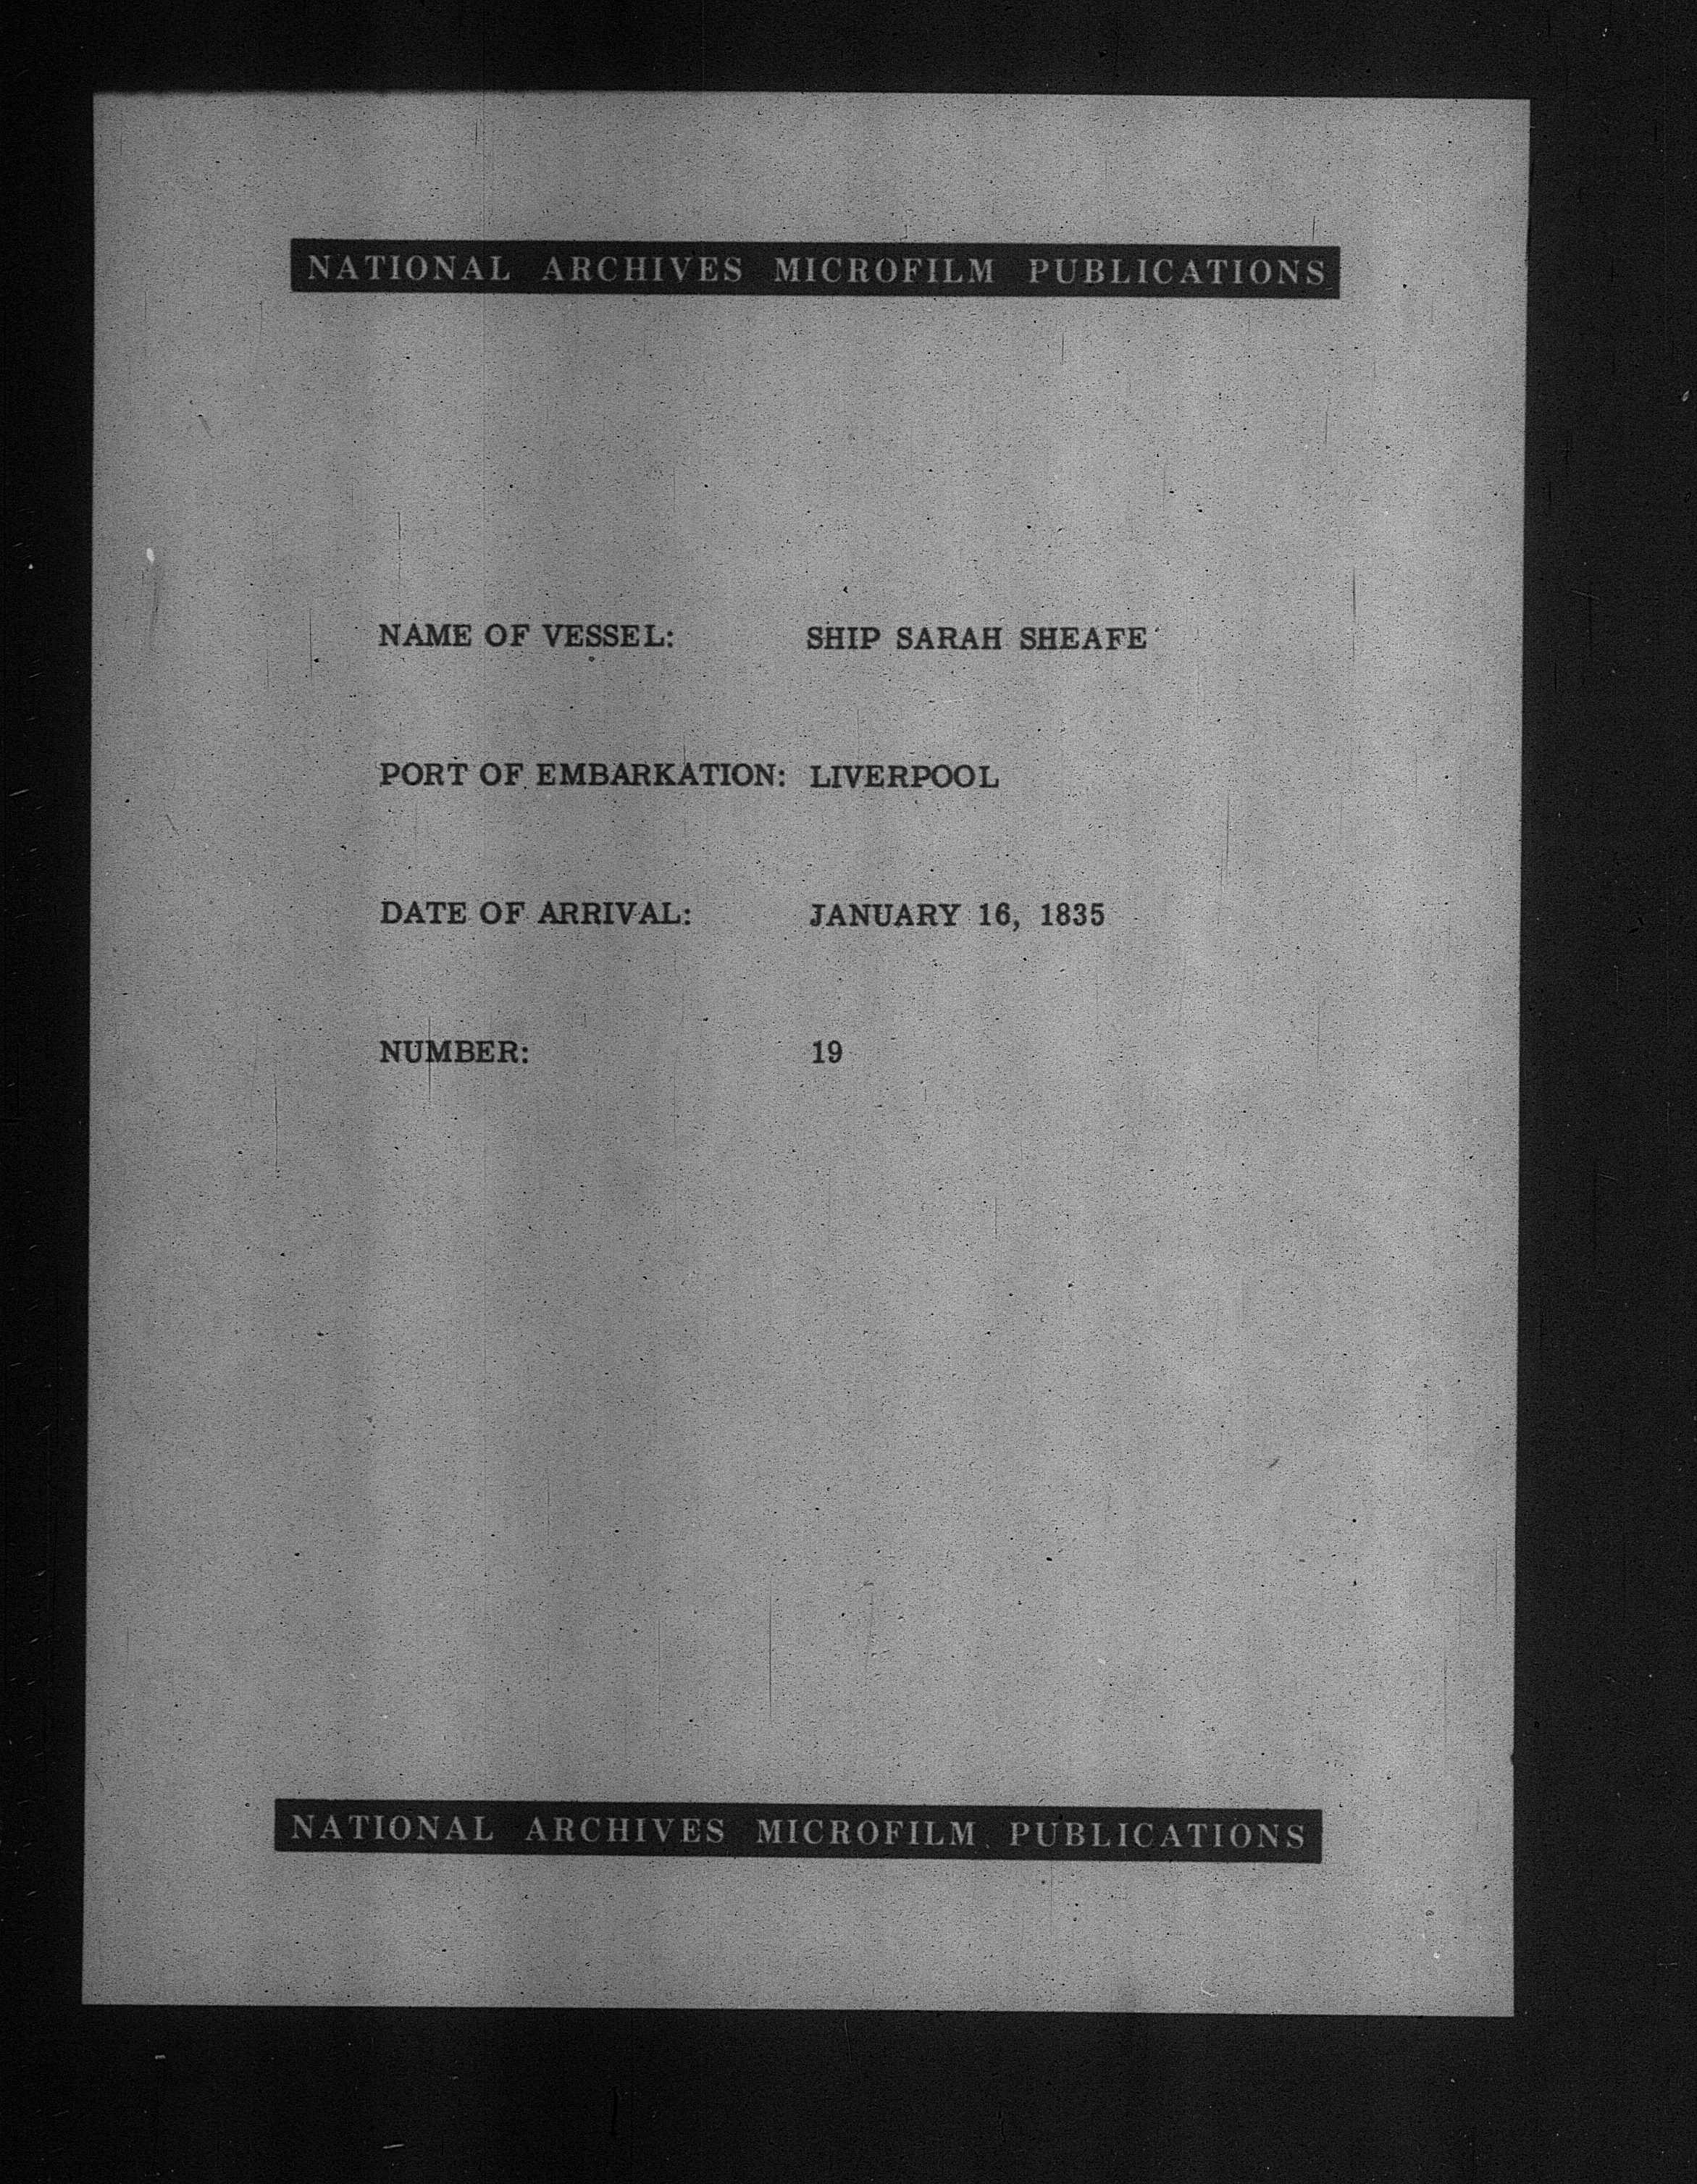 NATIONAL ARCHIVES MICROFILM PUBLICATIONS
NAME OF VESSEL: SHIP SARAH SHEAFE
PORT OF EMBARKATION: LIVERPOOL
DATE OF ARRIVAL: JANUARY 16, 1835
NUMBER: 19
NATIONAL ARCHIVES MICROFILM PUBLICATIONS